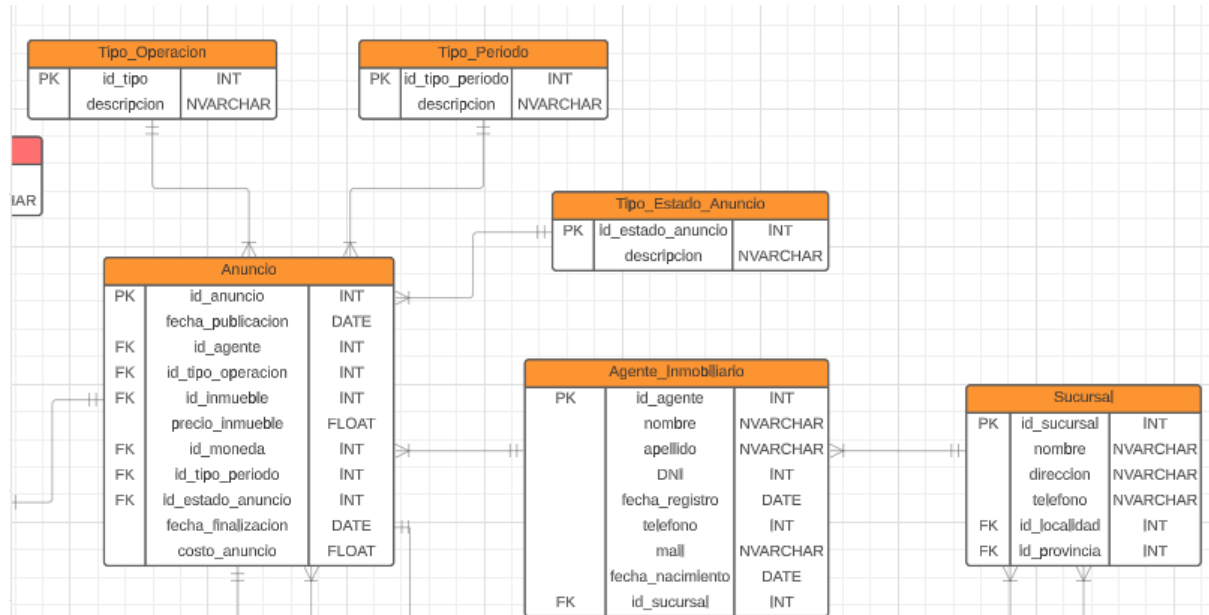 Tipo_Operacion
PK id_tipo INT
descripcion NVARCHAR
Tipo_Periodo
PK id_tipo_periodo INT
descripcion NVARCHAR
IAR
Tipo_Estado_Anuncio
PK id_estado_anuncio INT
descripcion NVARCHAR
Anuncio
PK id_anuncio INT
fecha_publicacion DATE
FK id_agente INT
FK id_tipo_operacion INT
FK id_inmueble INT
precio_inmueble FLOAT
FK id_moneda INT
FK id_tipo_periodo INT
FK id_estado_anuncio INT
fecha_finalizacion DATE
costo_anuncio FLOAT
Agente_Inmobiliario
PK id_agente INT
nombre NVARCHAR
apellido NVARCHAR
DNI INT
fecha_registro DATE
telefono INT
mail NVARCHAR
fecha_nacimiento DATE
FK id_sucursal INT
Sucursal
PK id_sucursal INT
nombre NVARCHAR
direccion NVARCHAR
telefono NVARCHAR
FK id_localidad INT
FK Id_provincia INT